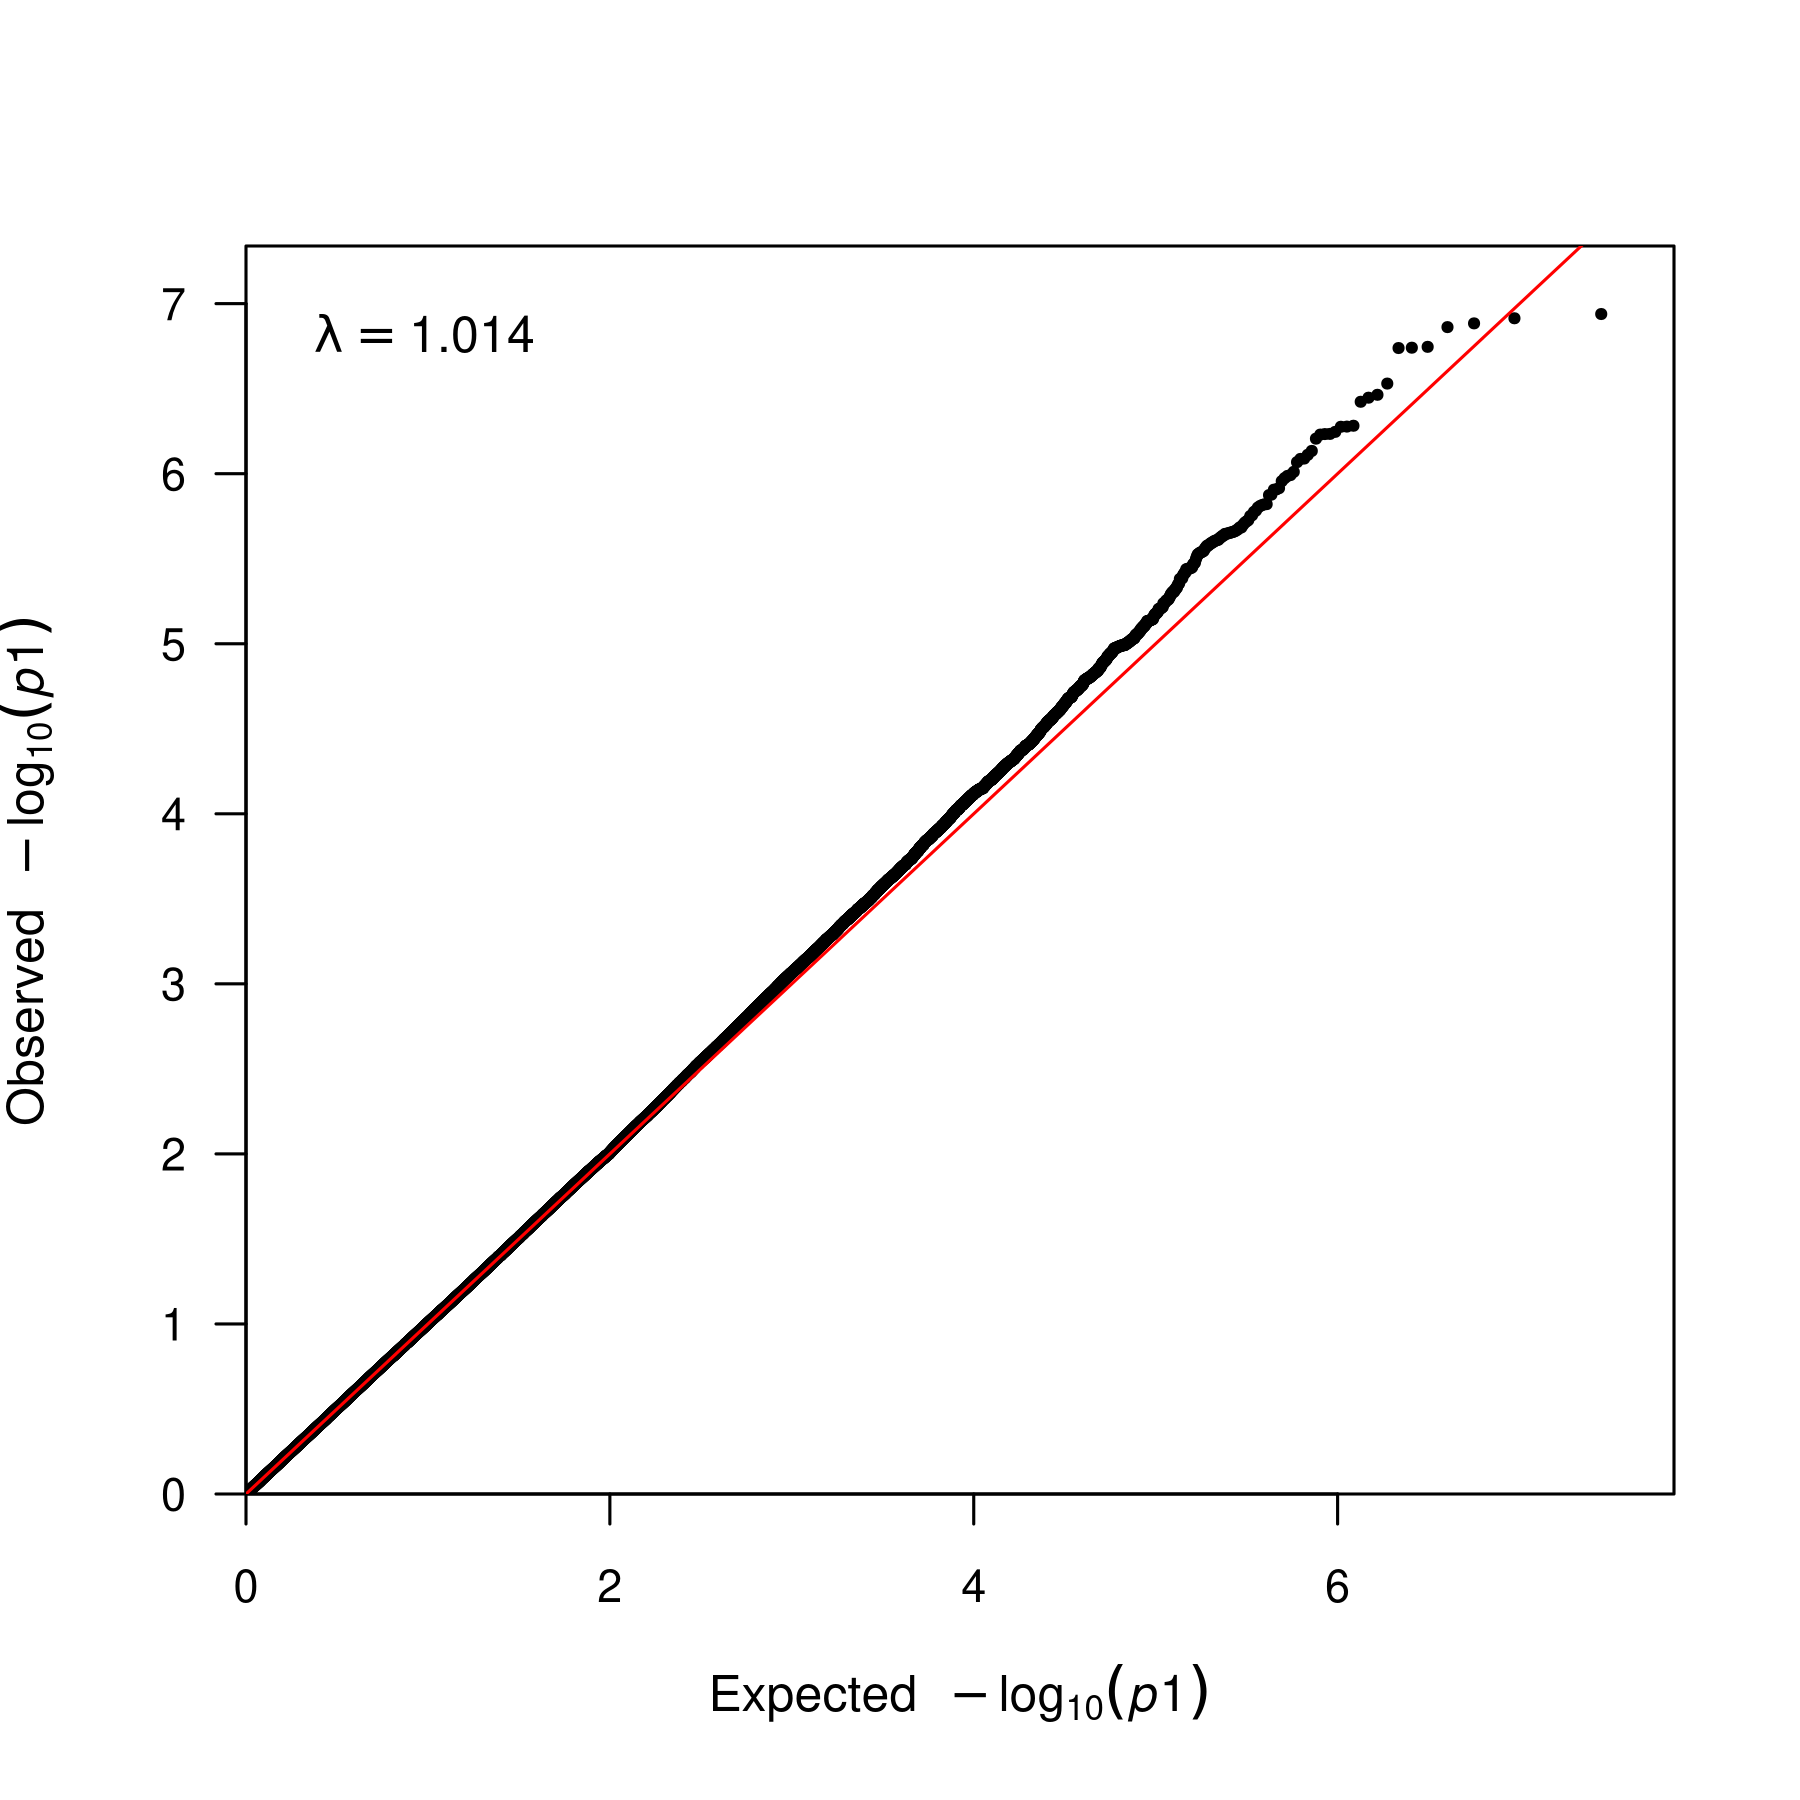 λ = 1.014
7
6
5
4
3
2
1
0
Observed −log10(p1)
0 2 4 6
Expected −log10(p1)